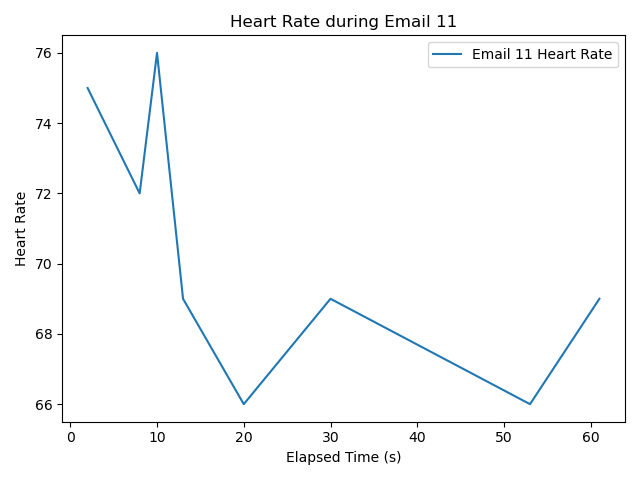 Heart Rate during Email 11
Email 11 Heart Rate
Heart Rate
76
74
72
70
68
66
0 10 20 30 40 50 60
Elapsed Time (s)